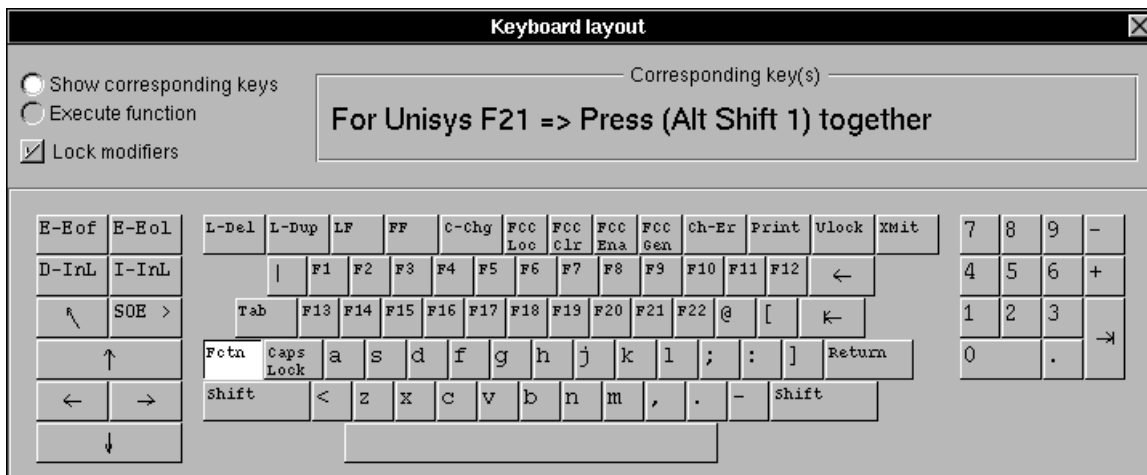 Keyboard layout
Show corresponding keys
Execute function
Lock modifiers
Corresponding key(s)
For Unisys F21 => Press (Alt Shift 1) together
E-Eof E-Eol L-Del L-Dup LF FF C-Chg FCC Loc FCC Clr FCC Ena FCC Gen Ch-Er Print Vlock XMit 7 8 9 -
D-InL I-InL | F1 F2 F3 F4 F5 F6 F7 F8 F9 F10 F11 F12 ← 4 5 6 +
↖ SOE > Tab F13 F14 F15 F16 F17 F18 F19 F20 F21 F22 @ [ ⇤ 1 2 3 ⇥
↑ Fctn Caps Lock a s d f g h j k l ; : ] Return 0 .
← → Shift < z x c v b n m , . - Shift
↓